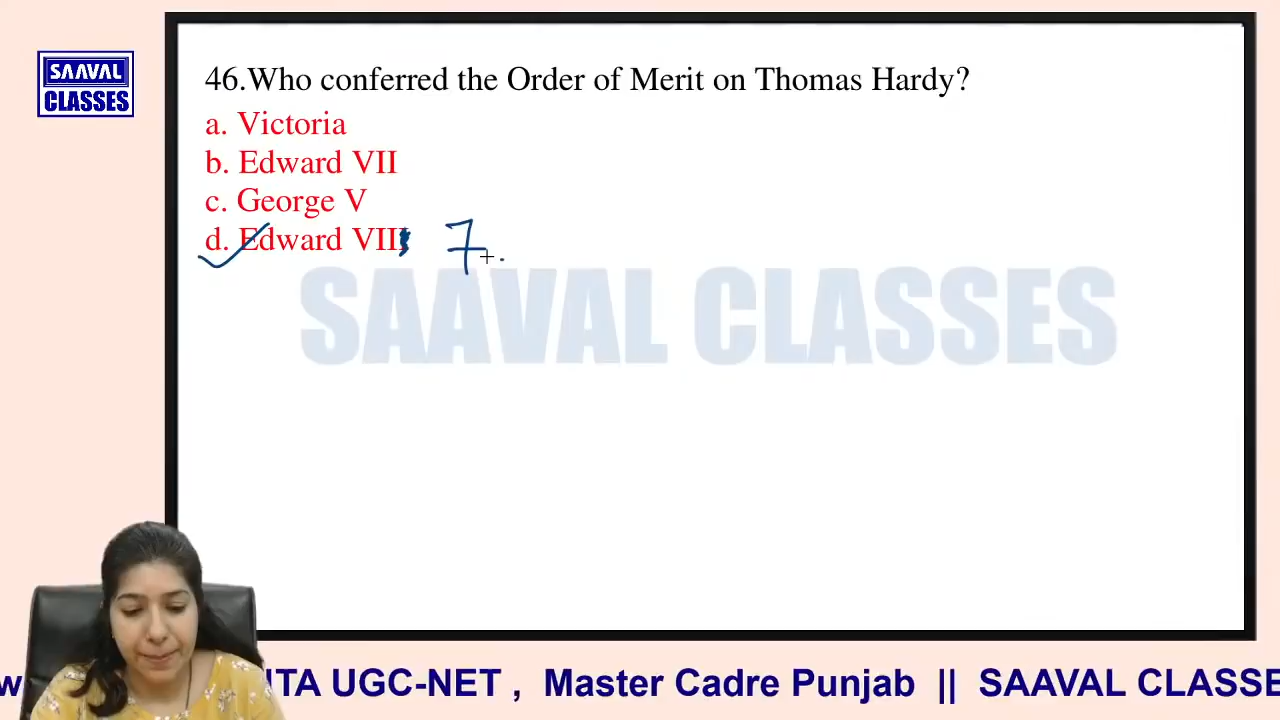 SAAVAL
CLASSES
46.Who conferred the Order of Merit on Thomas Hardy?
a. Victoria
b. Edward VII
c. George V
d. Edward VIII 7
SAAVAL CLASSES
w NTA UGC-NET , Master Cadre Punjab || SAAVAL CLASSE